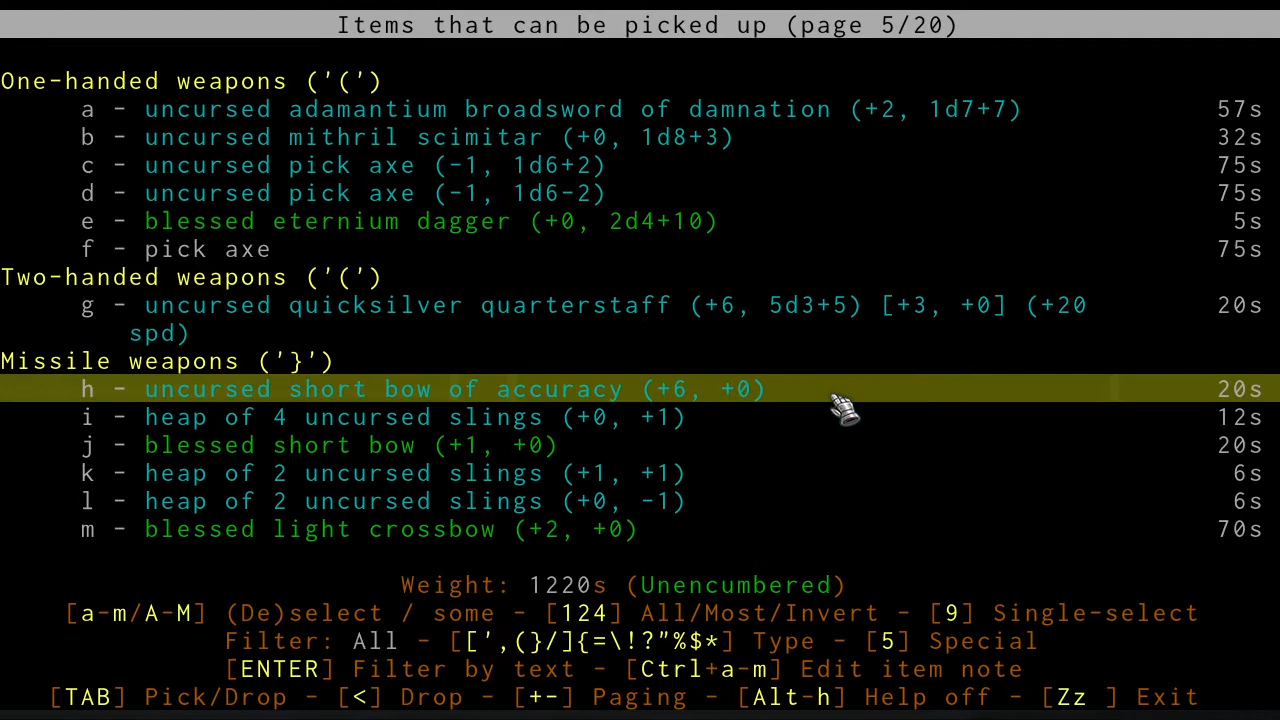 Items that can be picked up (page 5/20)
One-handed weapons ('(')
a - uncursed adamantium broadsword of damnation (+2, 1d7+7) 57s
b - uncursed mithril scimitar (+0, 1d8+3) 32s
c - uncursed pick axe (-1, 1d6+2) 75s
d - uncursed pick axe (-1, 1d6-2) 75s
e - blessed eternium dagger (+0, 2d4+10) 5s
f - pick axe 75s
Two-handed weapons ('(')
g - uncursed quicksilver quarterstaff (+6, 5d3+5) [+3, +0] (+20 20s
spd)
Missile weapons ('}')
h - uncursed short bow of accuracy (+6, +0) 20s
i - heap of 4 uncursed slings (+0, +1) 12s
j - blessed short bow (+1, +0) 20s
k - heap of 2 uncursed slings (+1, +1) 6s
l - heap of 2 uncursed slings (+0, -1) 6s
m - blessed light crossbow (+2, +0) 70s
Weight: 1220s (Unencumbered)
[a-m/A-M] (De)select / some - [124] All/Most/Invert - [9] Single-select
Filter: All - [[',(}/]{=\!?"%$*] Type - [5] Special
[ENTER] Filter by text - [Ctrl+a-m] Edit item note
[TAB] Pick/Drop - [<] Drop - [+-] Paging - [Alt-h] Help off - [Zz ] Exit